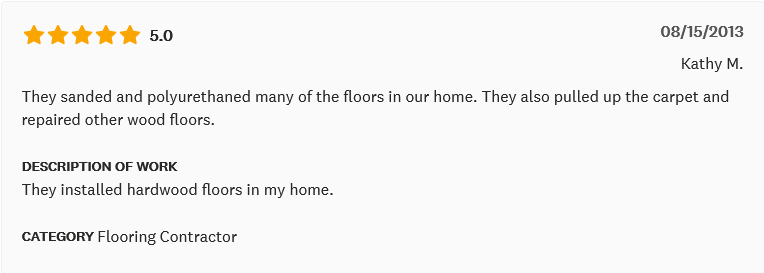 5.0
08/15/2013
Kathy M.
They sanded and polyurethaned many of the floors in our home. They also pulled up the carpet and
repaired other wood floors.
DESCRIPTION OF WORK
They installed hardwood floors in my home.
CATEGORY Flooring Contractor